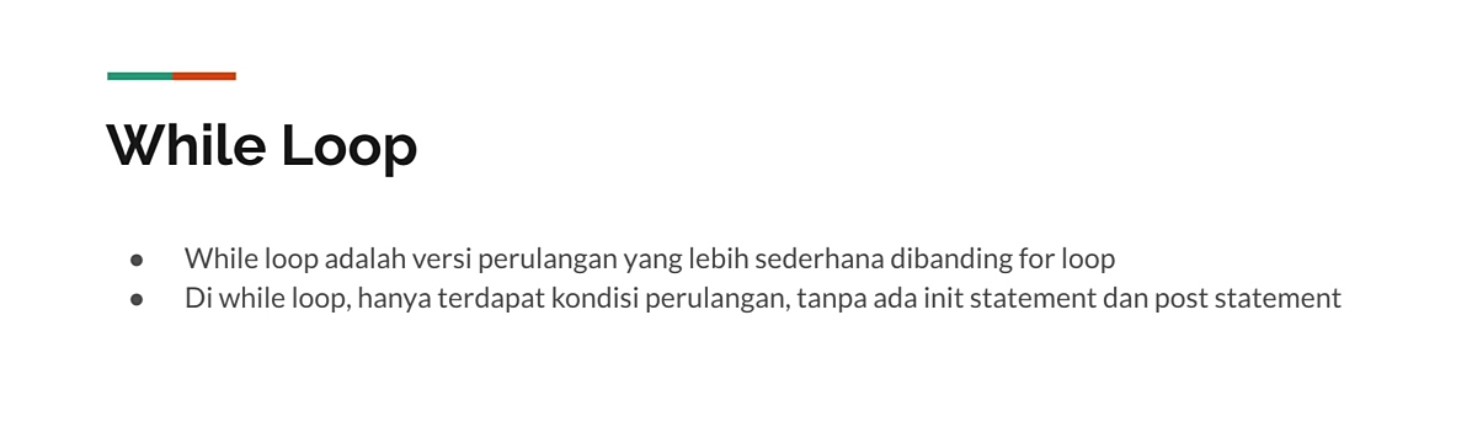 While Loop
● While loop adalah versi perulangan yang lebih sederhana dibanding for loop
● Di while loop, hanya terdapat kondisi perulangan, tanpa ada init statement dan post statement